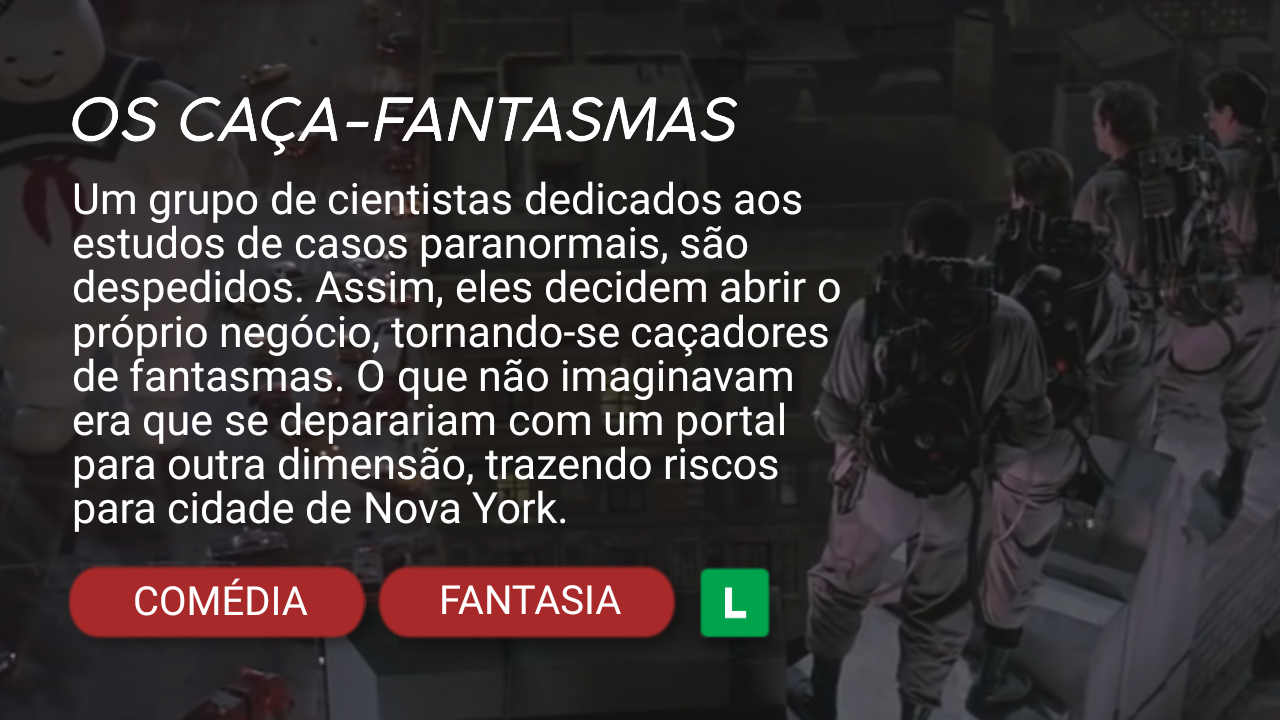 OS CAÇA-FANTASMAS
Um grupo de cientistas dedicados aos
estudos de casos paranormais, são
despedidos. Assim, eles decidem abrir o
próprio negócio, tornando-se caçadores
de fantasmas. O que não imaginavam
era que se deparariam com um portal
para outra dimensão, trazendo riscos
para cidade de Nova York.
COMÉDIA FANTASIA L